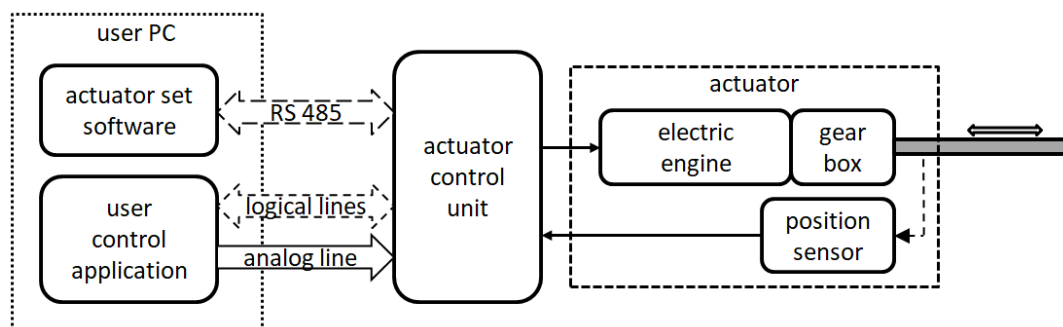 user PC
actuator set
software
RS 485
user
control
application
logical lines
analog line
actuator
control
unit
actuator
electric
engine
gear
box
position
sensor